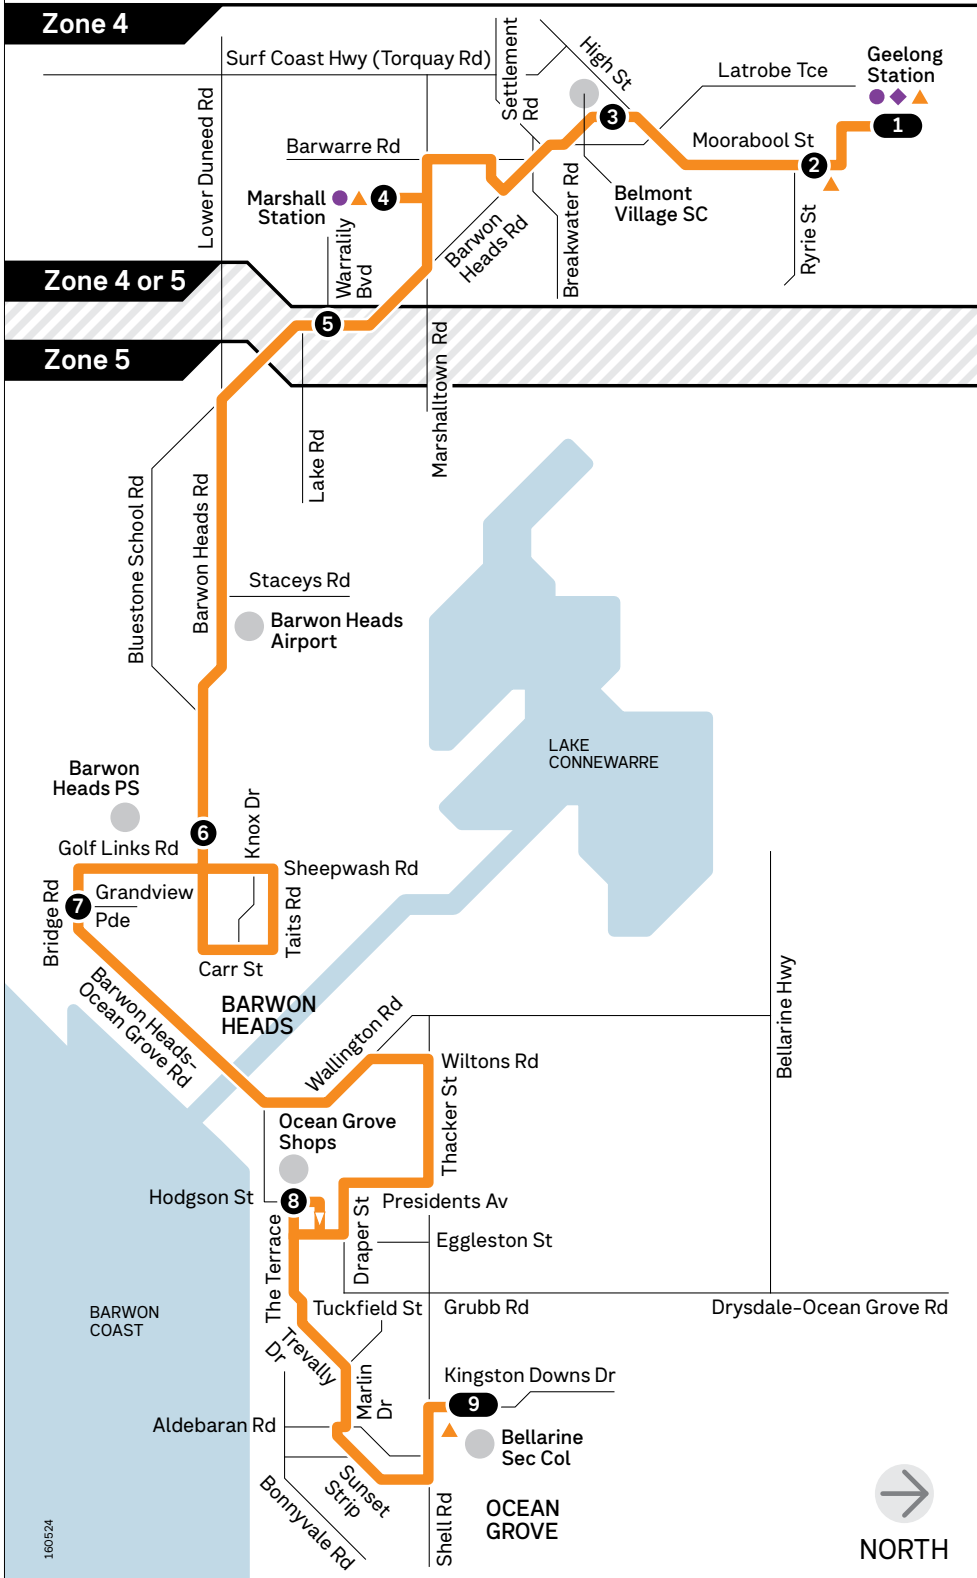 Zone 4
Surf Coast Hwy (Torquay Rd)
Settlement
Rd
High St
Latrobe Tce
Geelong
Station
1
Lower Duneed Rd
Barwarre Rd
3
Moorabool St
2
Marshall
Station
4
Belmont
Village SC
Barwon
Heads Rd
Breakwater Rd
Ryrie St
Warralily
Bvd
Zone 4 or 5
5
Zone 5
Marshalltown Rd
Lake Rd
Bluestone School Rd
Barwon Heads Rd
Staceys Rd
Barwon Heads
Airport
LAKE
CONNEWARRE
Barwon
Heads PS
6
Knox Dr
Golf Links Rd
Sheepwash Rd
Bridge Rd
7
Grandview
Pde
Taits Rd
Carr St
BARWON
HEADS
Barwon Heads-
Ocean Grove Rd
Wallington Rd
Bellarine Hwy
Wiltons Rd
Thacker St
Ocean Grove
Shops
Hodgson St
8
Presidents Av
Draper St
Eggleston St
The Terrace
Tuckfield St
Grubb Rd
Drysdale-Ocean Grove Rd
BARWON
COAST
Trevally
Dr
Marlin
Dr
Kingston Downs Dr
9
Aldebaran Rd
Bellarine
Sec Col
Sunset
Strip
Bonnyvale Rd
Shell Rd
OCEAN
GROVE
160524
NORTH